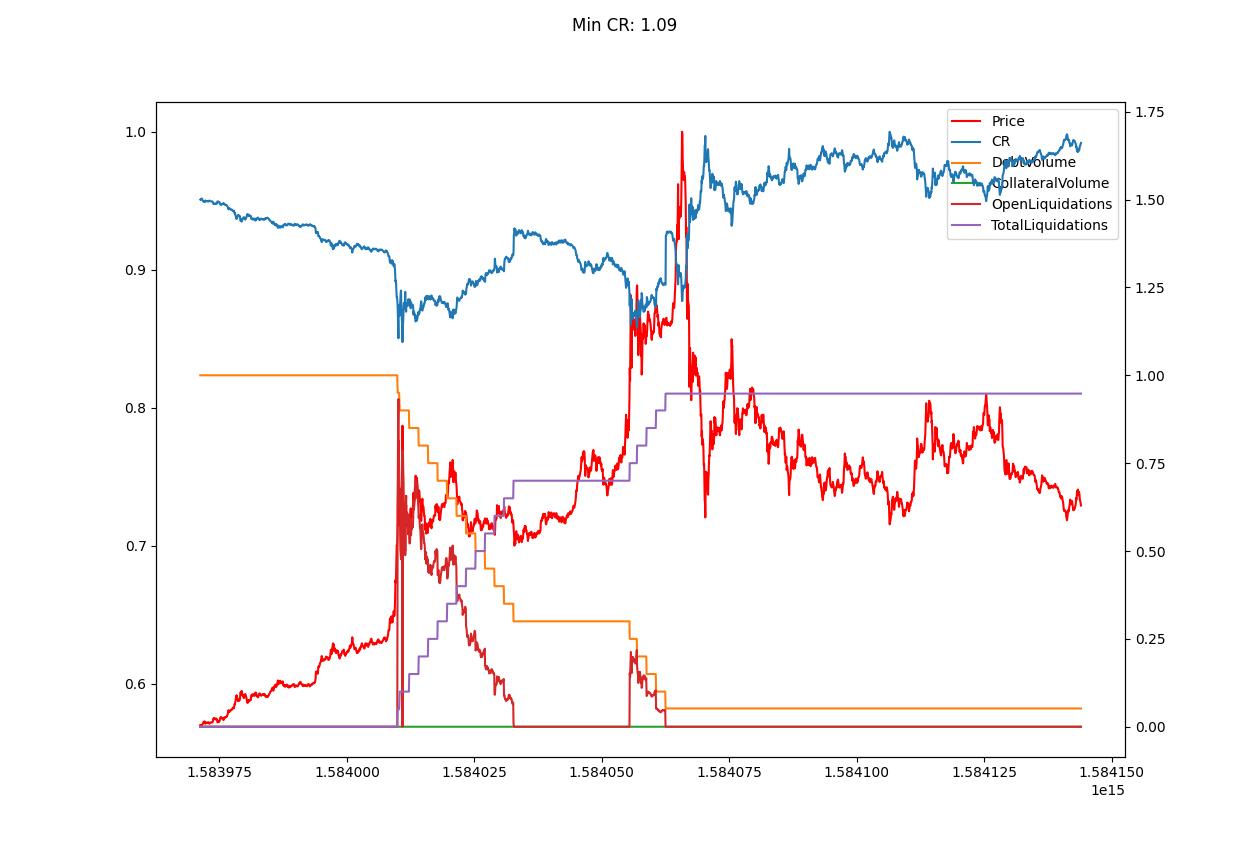 Min CR: 1.09
1.0
0.9
0.8
0.7
0.6
1.75
1.50
1.25
1.00
0.75
0.50
0.25
0.00
Price
CR
DebtVolume
CollateralVolume
OpenLiquidations
TotalLiquidations
1.583975 1.584000 1.584025 1.584050 1.584075 1.584100 1.584125 1.584150
1e15